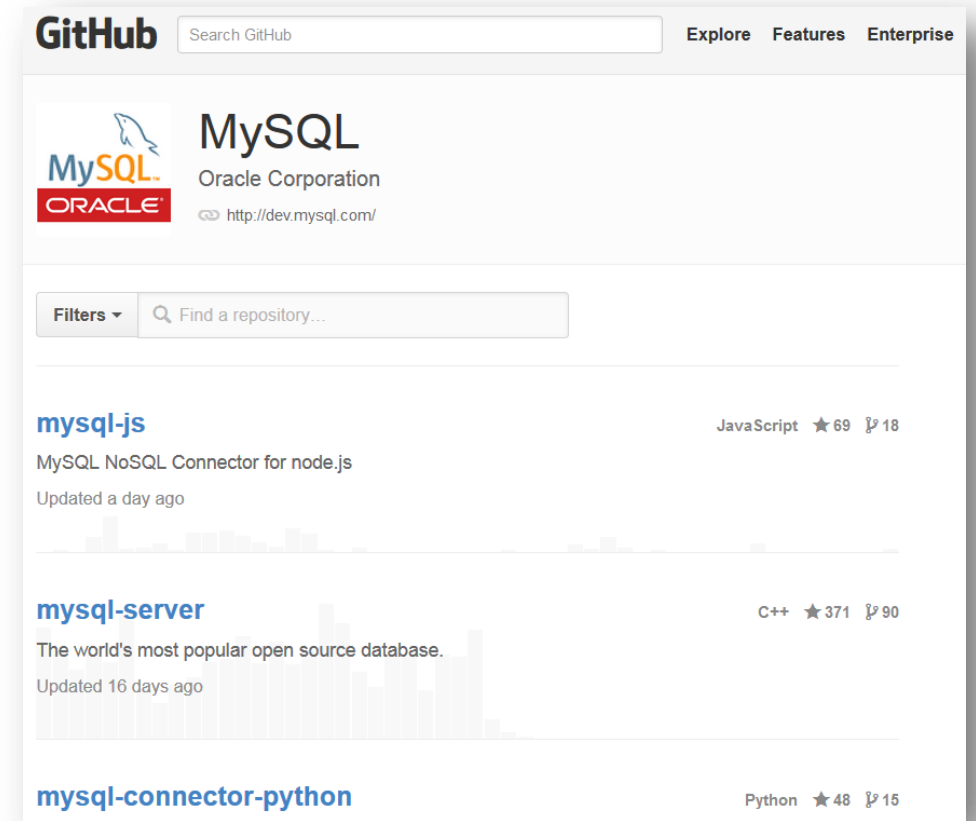 GitHub Search GitHub Explore Features Enterprise
MySQL
Oracle Corporation
http://dev.mysql.com/
MySQL™
ORACLE®
Filters Find a repository...
mysql-js JavaScript 69 18
MySQL NoSQL Connector for node.js
Updated a day ago
mysql-server C++ 371 90
The world's most popular open source database.
Updated 16 days ago
mysql-connector-python Python 48 15